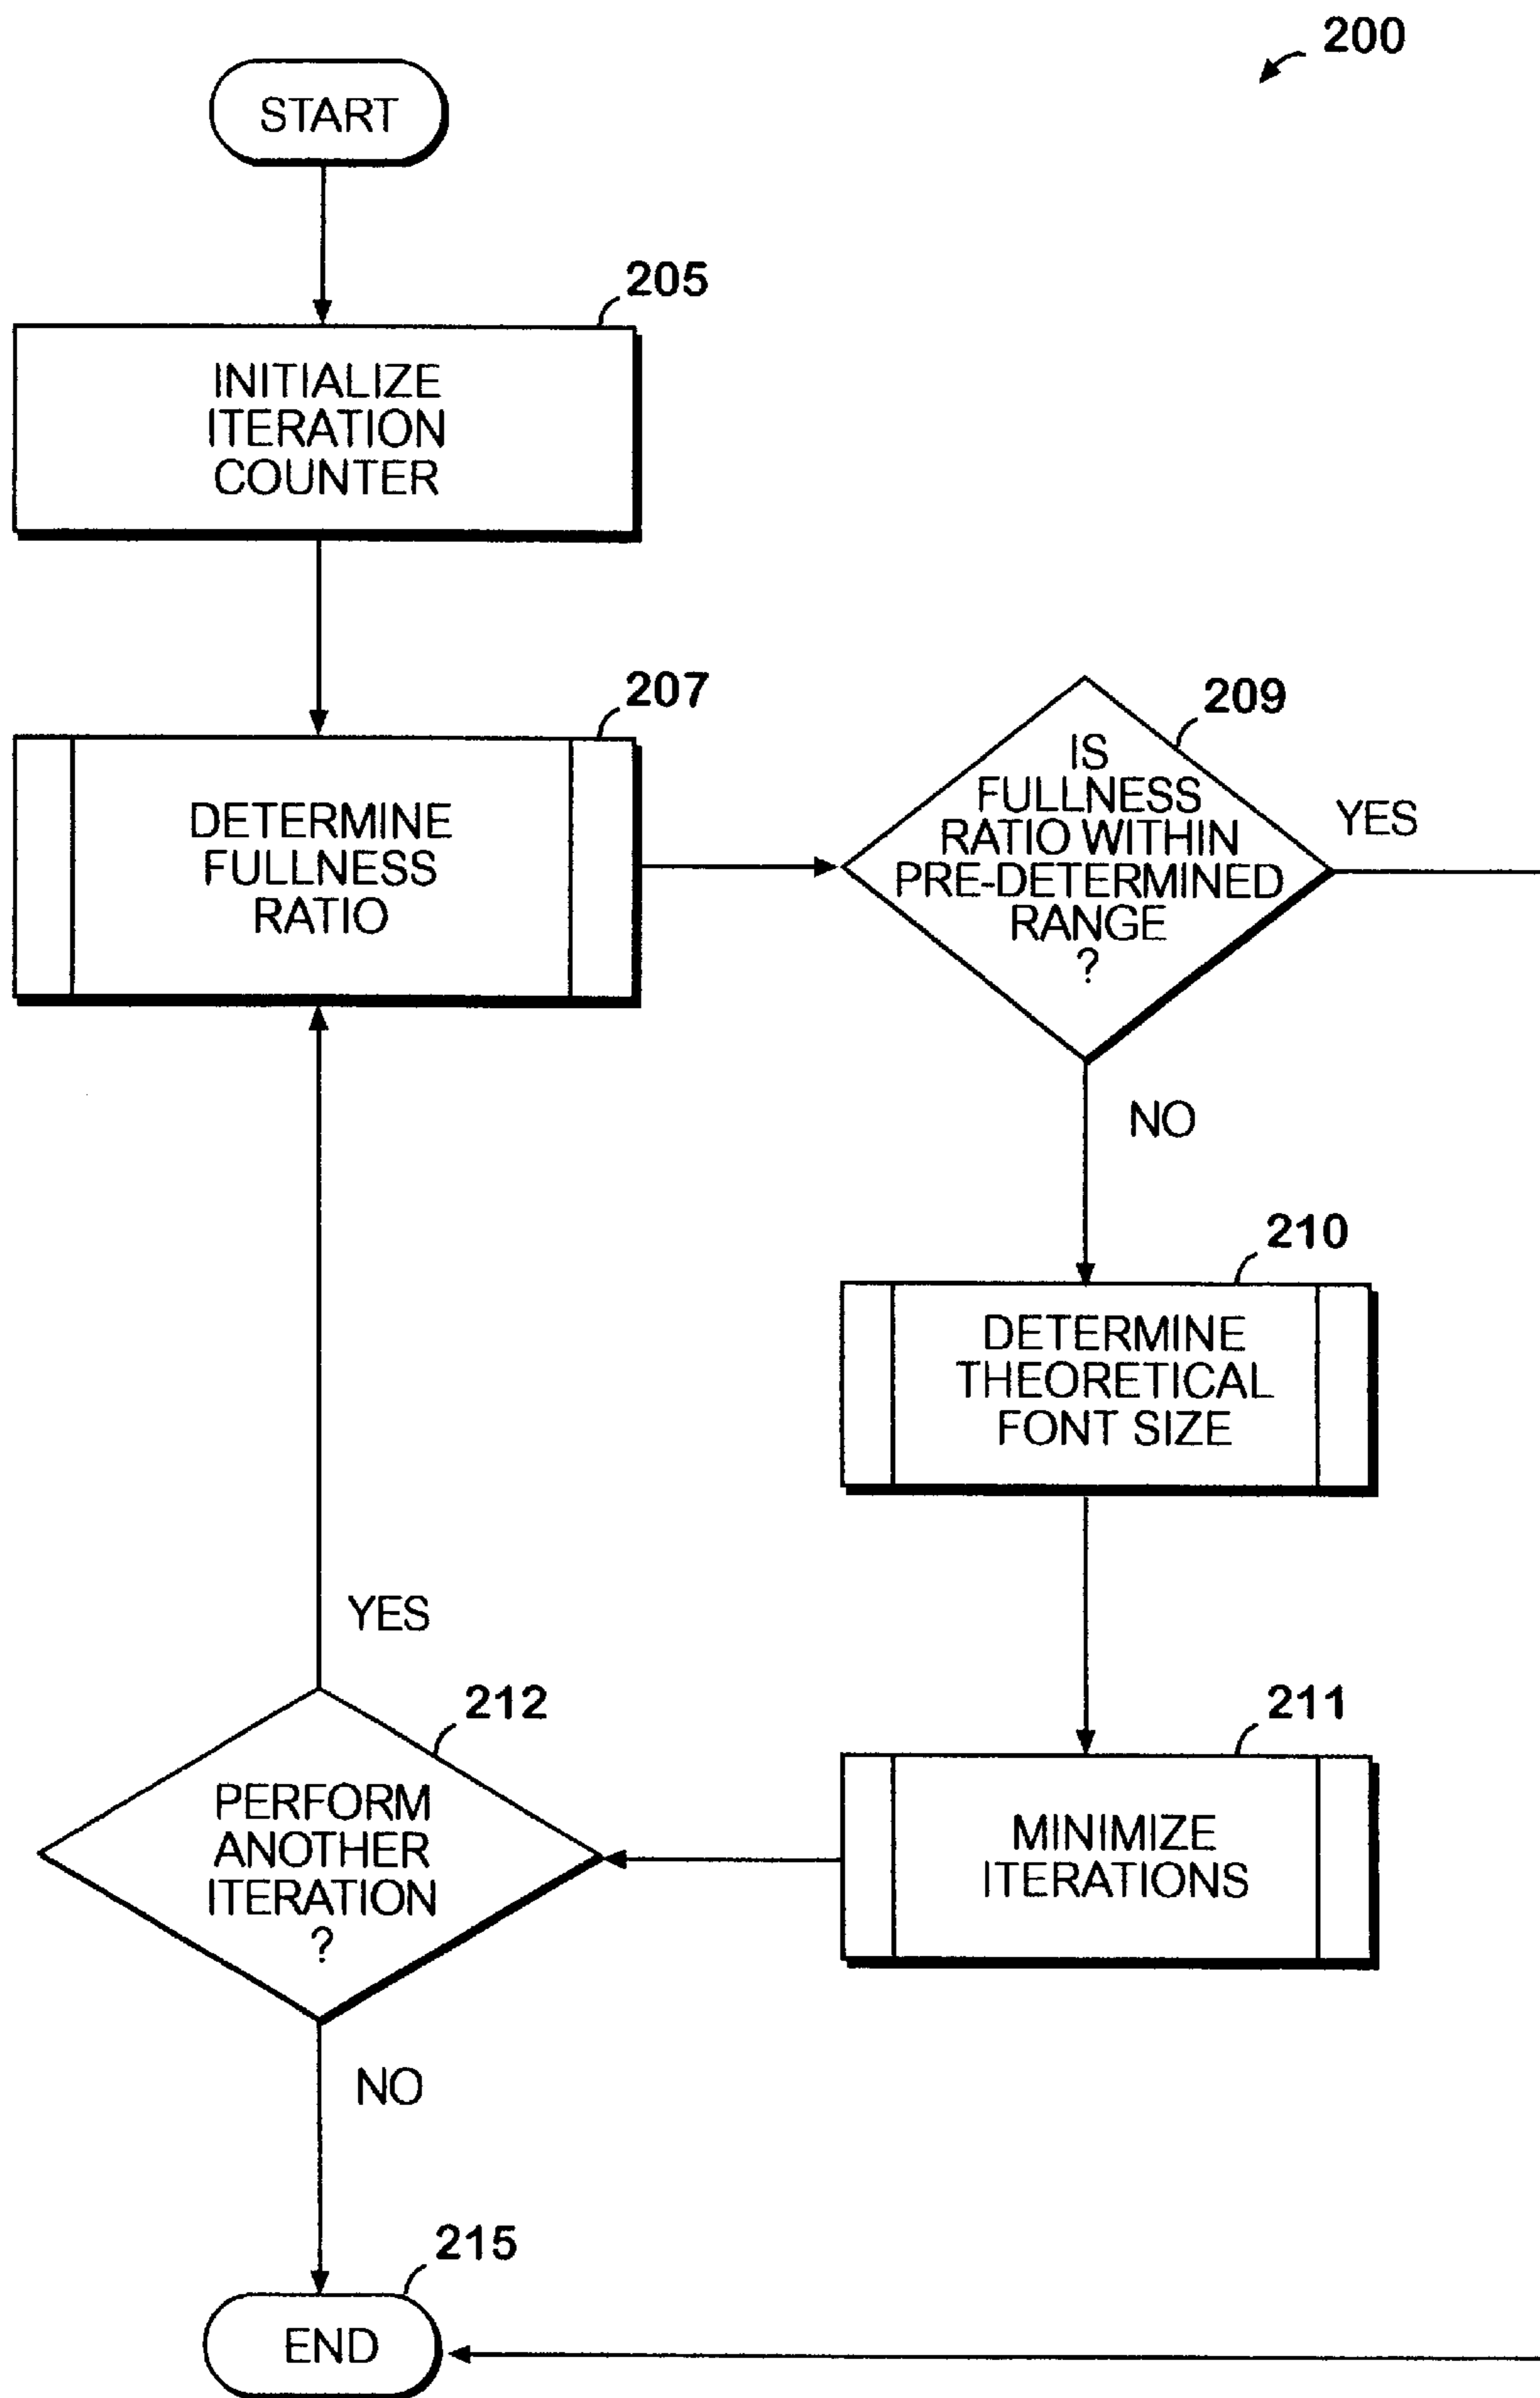 200
START
205
INITIALIZE
ITERATION
COUNTER
207
DETERMINE
FULLNESS
RATIO
209
IS
FULLNESS
RATIO WITHIN
PRE-DETERMINED
RANGE
?
YES
NO
210
DETERMINE
THEORETICAL
FONT SIZE
211
MINIMIZE
ITERATIONS
YES
212
PERFORM
ANOTHER
ITERATION
?
NO
215
END